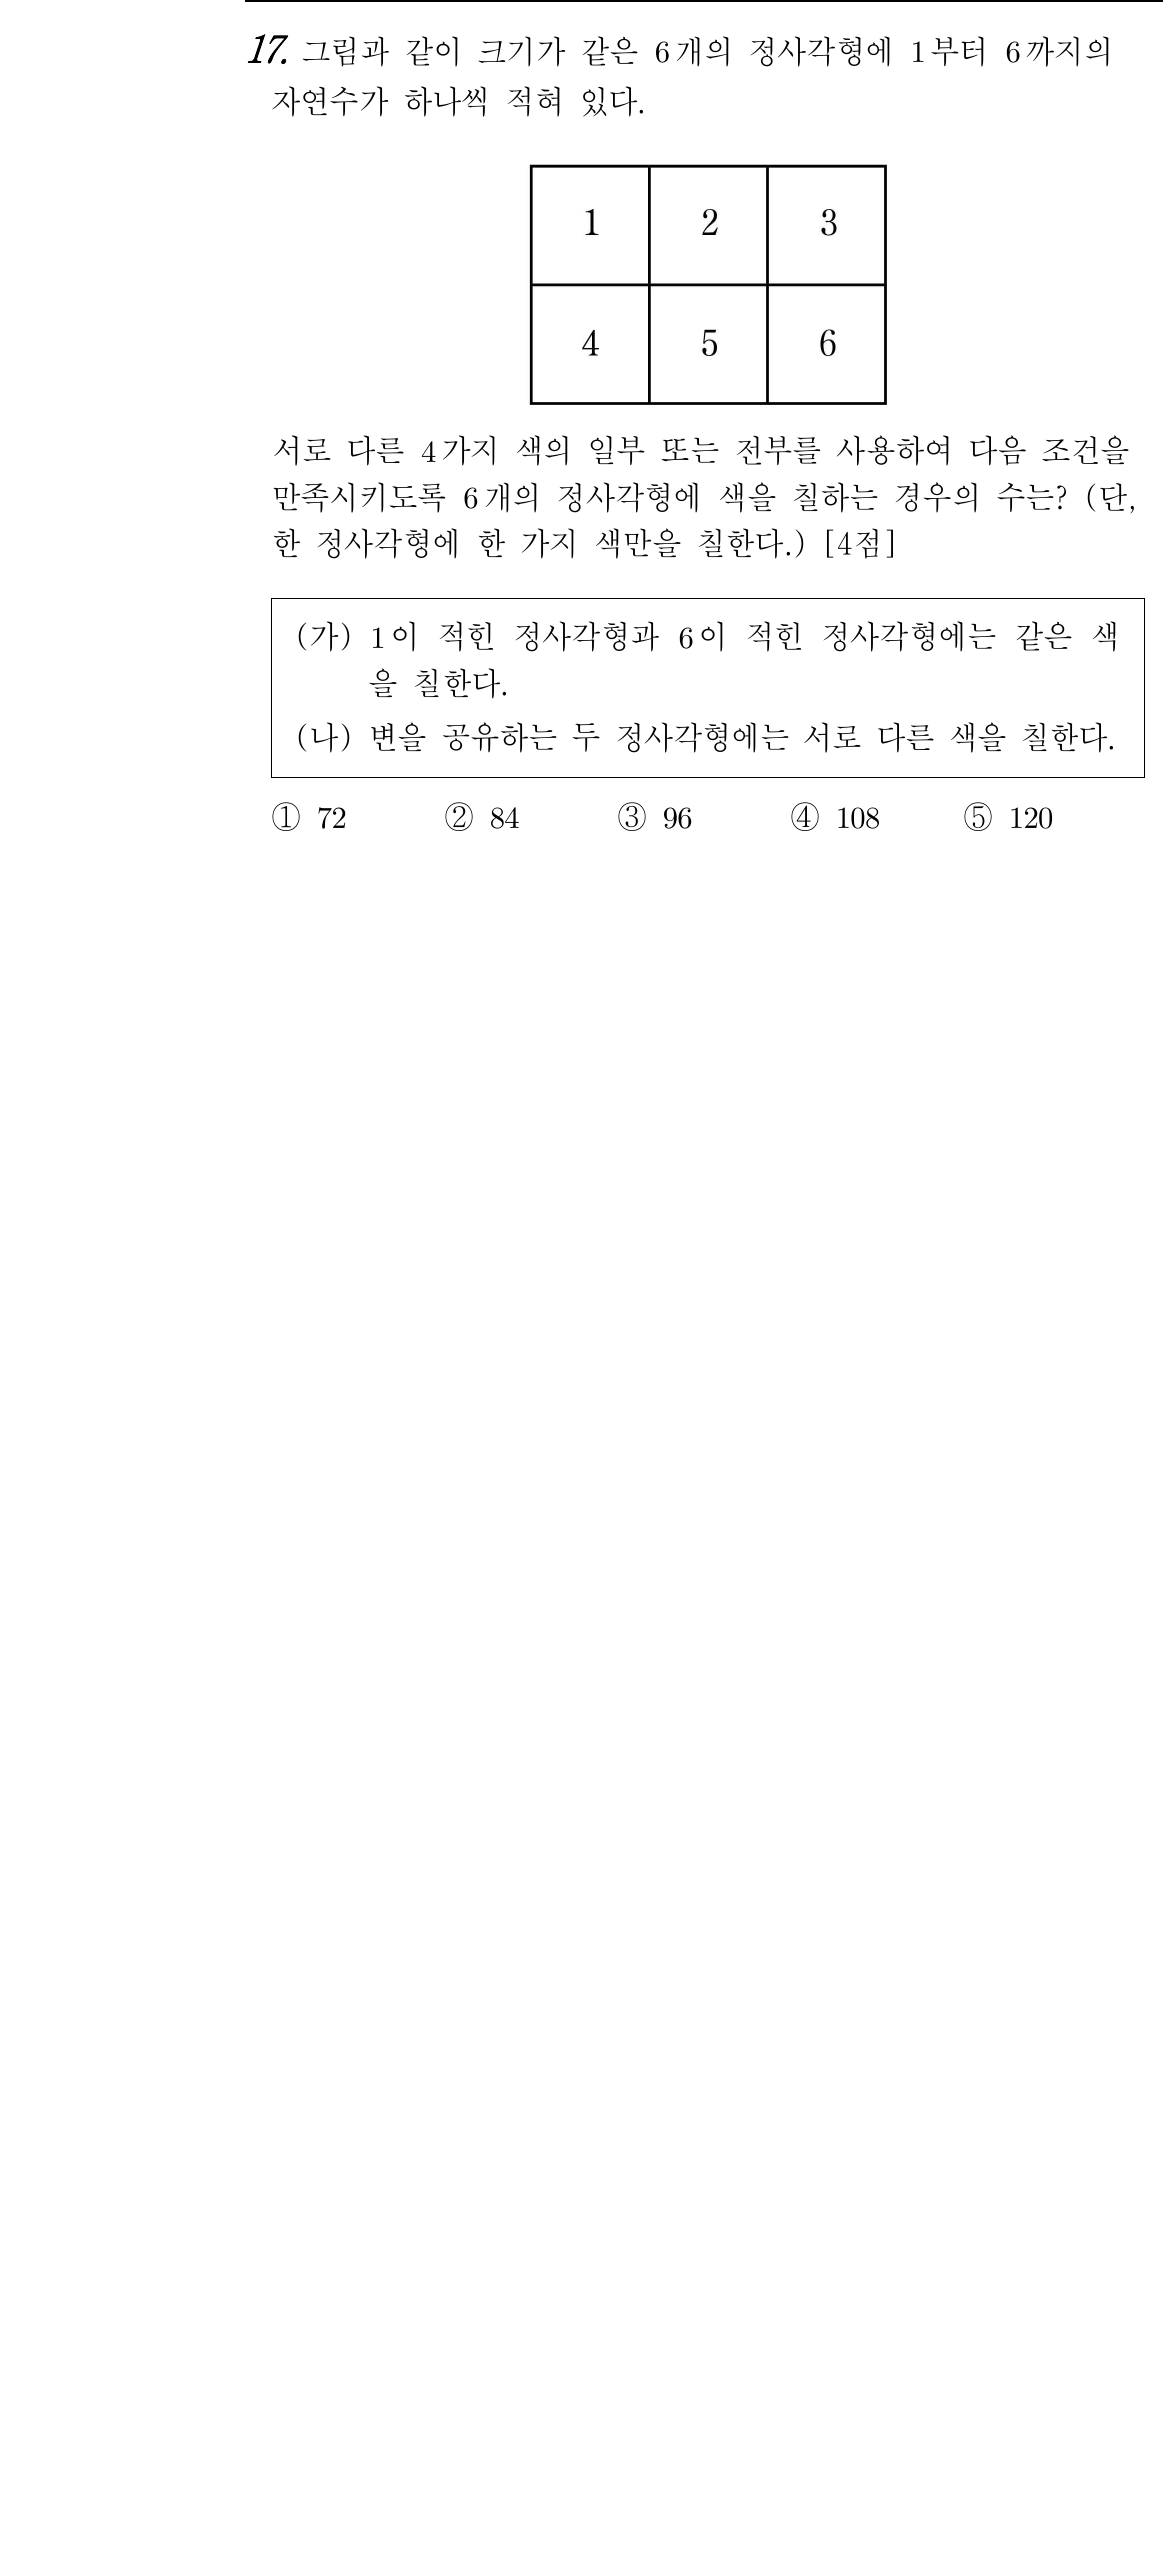 17. 그림과 같이 크기가 같은 6개의 정사각형에 1부터 6까지의
자연수가 하나씩 적혀 있다.
1 2 3
4 5 6
서로 다른 4가지 색의 일부 또는 전부를 사용하여 다음 조건을
만족시키도록 6개의 정사각형에 색을 칠하는 경우의 수는? (단,
한 정사각형에 한 가지 색만을 칠한다.) [4점]
(가) 1이 적힌 정사각형과 6이 적힌 정사각형에는 같은 색
을 칠한다.
(나) 변을 공유하는 두 정사각형에는 서로 다른 색을 칠한다.
① 72 ② 84 ③ 96 ④ 108 ⑤ 120